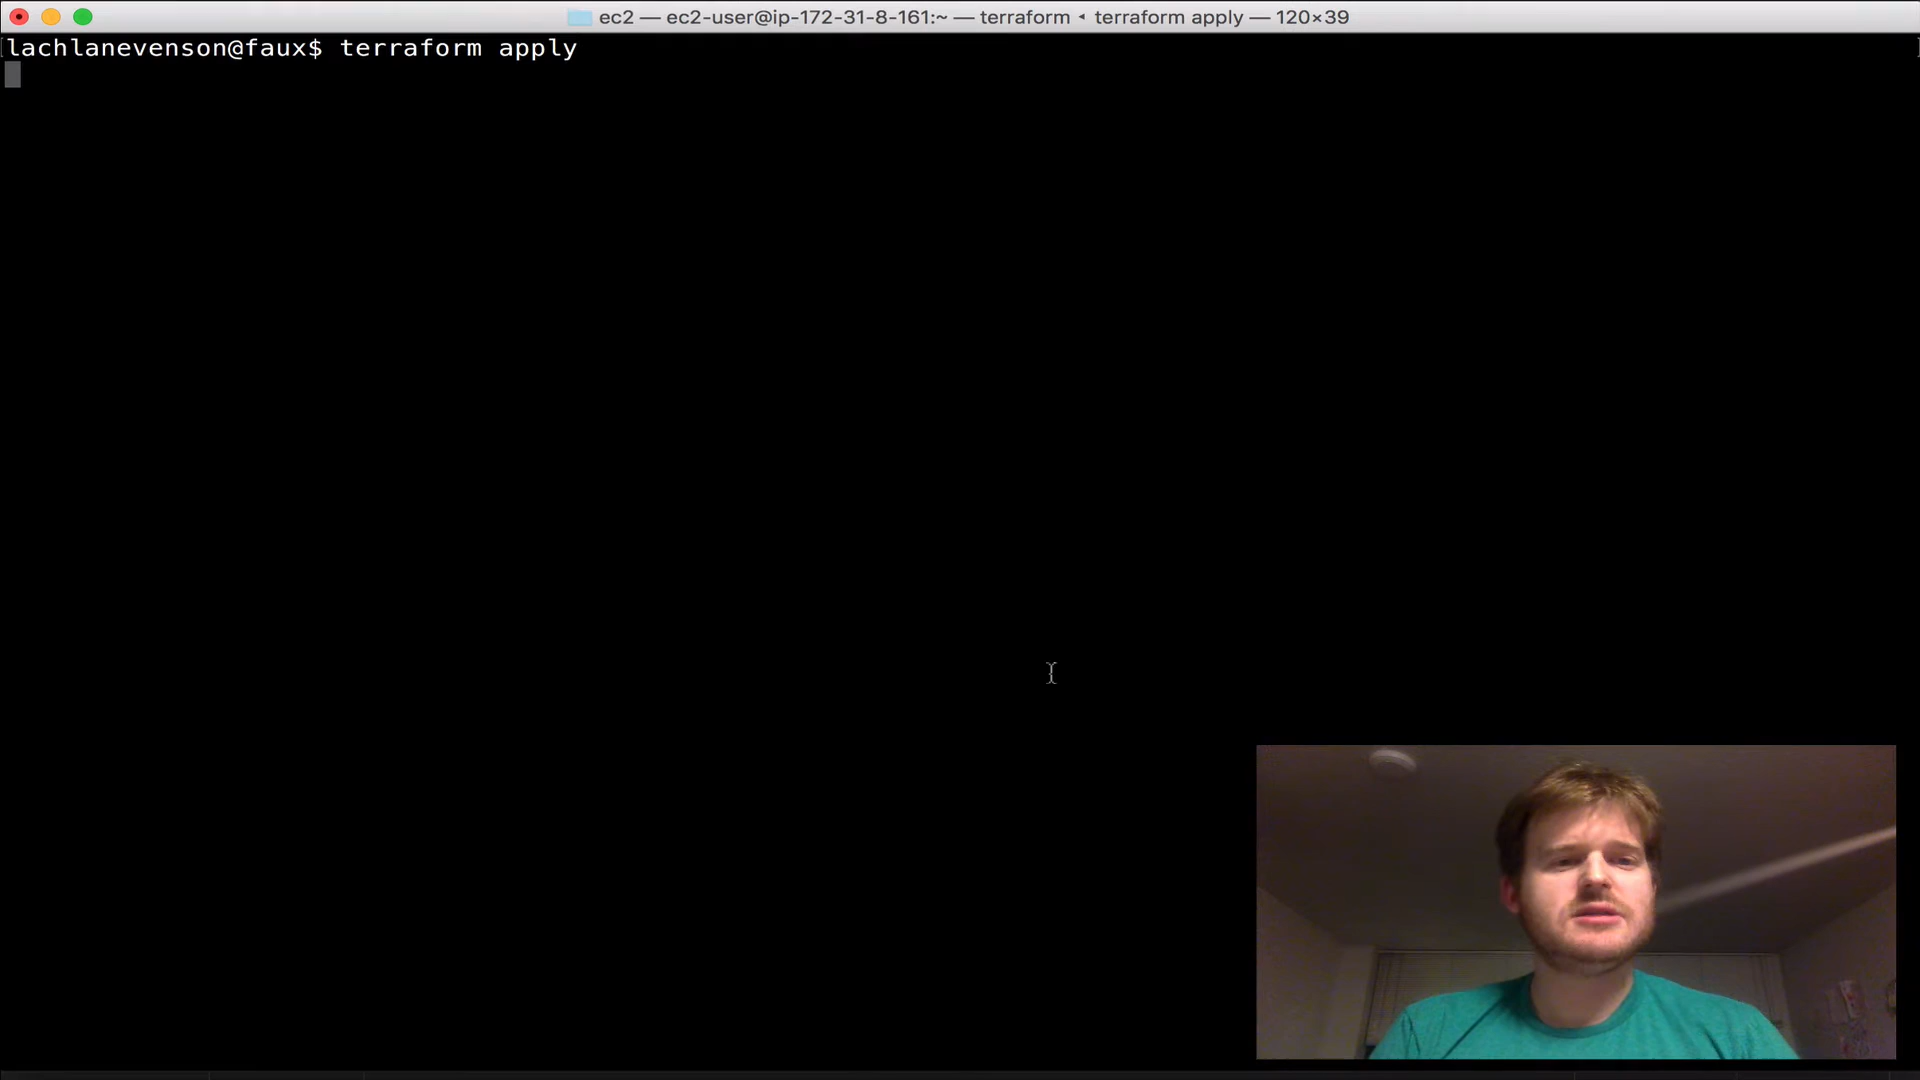 ec2 — ec2-user@ip-172-31-8-161:~ — terraform ◂ terraform apply — 120×39
lachlanevenson@faux$ terraform apply